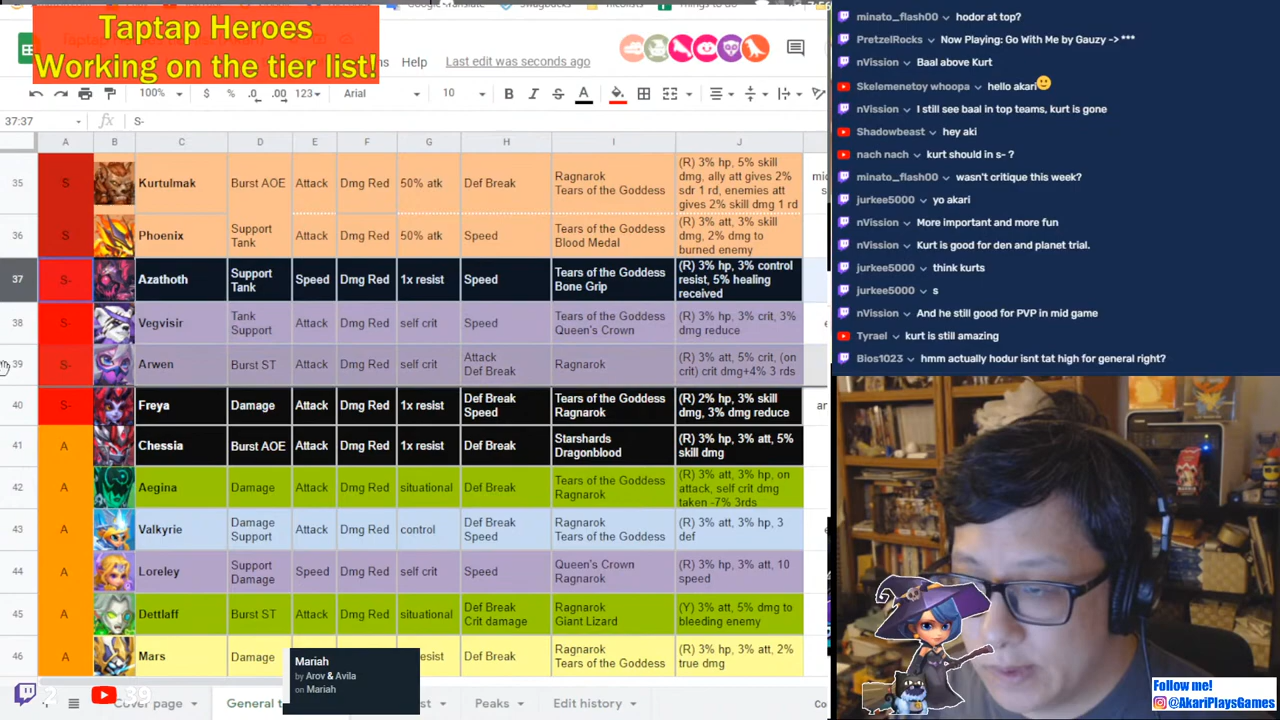 Taptap Heroes
Working on the tier list!
Help
Last edit was seconds ago
100%
$
%
.0
.00
123
Arial
10
B
I
S
A
37:37
fx
S-
A
B
C
D
E
F
G
H
I
J
35
S
Kurtulmak
Burst AOE
Attack
Dmg Red
50% atk
Def Break
Ragnarok
Tears of the Goddess
(R) 3% hp, 5% skill
dmg, ally att gives 2%
sdr 1 rd, enemies att
gives 2% skill dmg 1 rd
S
Phoenix
Support
Tank
Attack
Dmg Red
50% atk
Speed
Tears of the Goddess
Blood Medal
(R) 3% att, 3% skill
dmg, 2% dmg to
burned enemy
37
S-
Azathoth
Support
Tank
Speed
Dmg Red
1x resist
Speed
Tears of the Goddess
Bone Grip
(R) 3% hp, 3% control
resist, 5% healing
received
38
S-
Vegvisir
Tank
Support
Attack
Dmg Red
self crit
Speed
Tears of the Goddess
Queen's Crown
(R) 3% hp, 3% crit, 3%
dmg reduce
39
S-
Arwen
Burst ST
Attack
Dmg Red
self crit
Attack
Def Break
Ragnarok
(R) 3% att, 5% crit, (on
crit) crit dmg+4% 3 rds
40
S-
Freya
Damage
Attack
Dmg Red
1x resist
Def Break
Speed
Tears of the Goddess
Ragnarok
(R) 2% hp, 3% skill
dmg, 3% dmg reduce
41
A
Chessia
Burst AOE
Attack
Dmg Red
1x resist
Def Break
Starshards
Dragonblood
(R) 3% hp, 3% att, 5%
skill dmg
42
A
Aegina
Damage
Attack
Dmg Red
situational
Def Break
Tears of the Goddess
Ragnarok
(R) 3% att, 3% hp, on
attack, self crit dmg
taken -7% 3rds
43
A
Valkyrie
Damage
Support
Attack
Dmg Red
control
Def Break
Speed
Ragnarok
Tears of the Goddess
(R) 3% att, 3% hp, 3
def
44
A
Loreley
Support
Damage
Speed
Dmg Red
self crit
Speed
Queen's Crown
Ragnarok
(R) 3% hp, 3% att, 10
speed
45
A
Dettlaff
Burst ST
Attack
Dmg Red
situational
Def Break
Crit damage
Ragnarok
Giant Lizard
(Y) 3% att, 5% dmg to
bleeding enemy
46
A
Mars
Damage
resist
Def Break
Ragnarok
Tears of the Goddess
(R) 3% hp, 3% att, 2%
true dmg
Mariah
by Arov & Avila
on Mariah
2
39
Cover page
General t
st
Peaks
Edit history
minato_flash00 hodor at top?
PretzelRocks Now Playing: Go With Me by Gauzy -> ***
nVission Baal above Kurt
Skelemenetoy whoopa hello akari
nVission I still see baal in top teams, kurt is gone
Shadowbeast hey aki
nach nach kurt should in s- ?
minato_flash00 wasn't critique this week?
jurkee5000 yo akari
nVission More important and more fun
nVission Kurt is good for den and planet trial.
jurkee5000 think kurts
jurkee5000 s
nVission And he still good for PVP in mid game
Tyrael kurt is still amazing
Bios1023 hmm actually hodur isnt tat high for general right?
Follow me!
@AkariPlaysGames